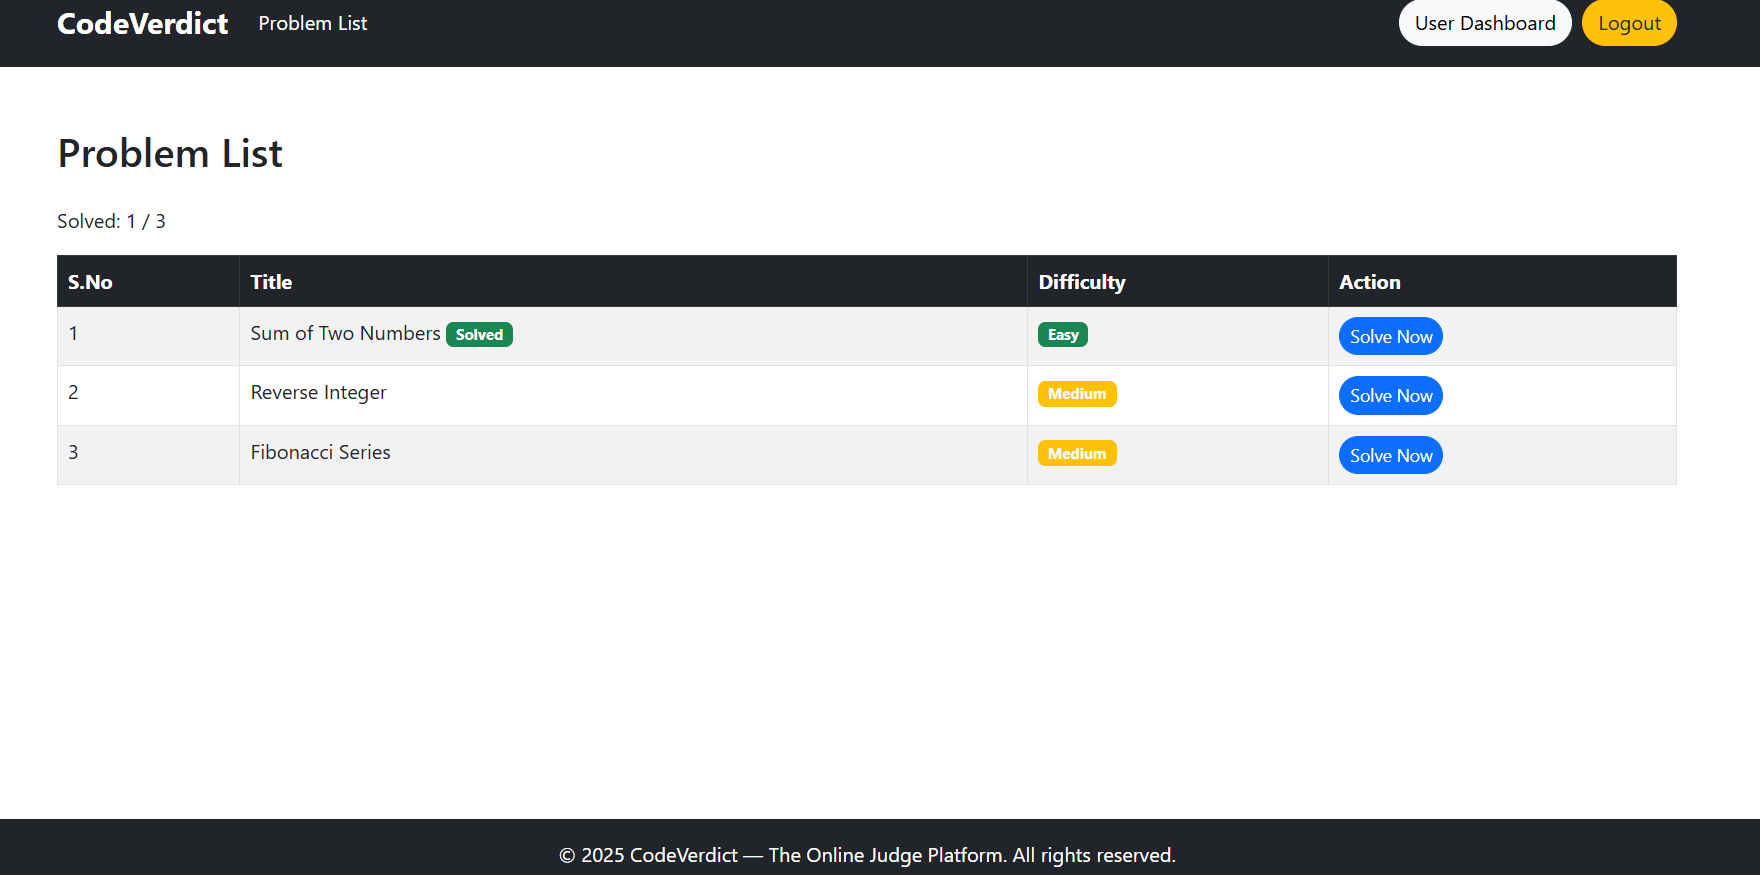 CodeVerdict Problem List User Dashboard Logout
Problem List
Solved: 1 / 3
S.No Title Difficulty Action
1 Sum of Two Numbers Solved Easy Solve Now
2 Reverse Integer Medium Solve Now
3 Fibonacci Series Medium Solve Now
© 2025 CodeVerdict — The Online Judge Platform. All rights reserved.